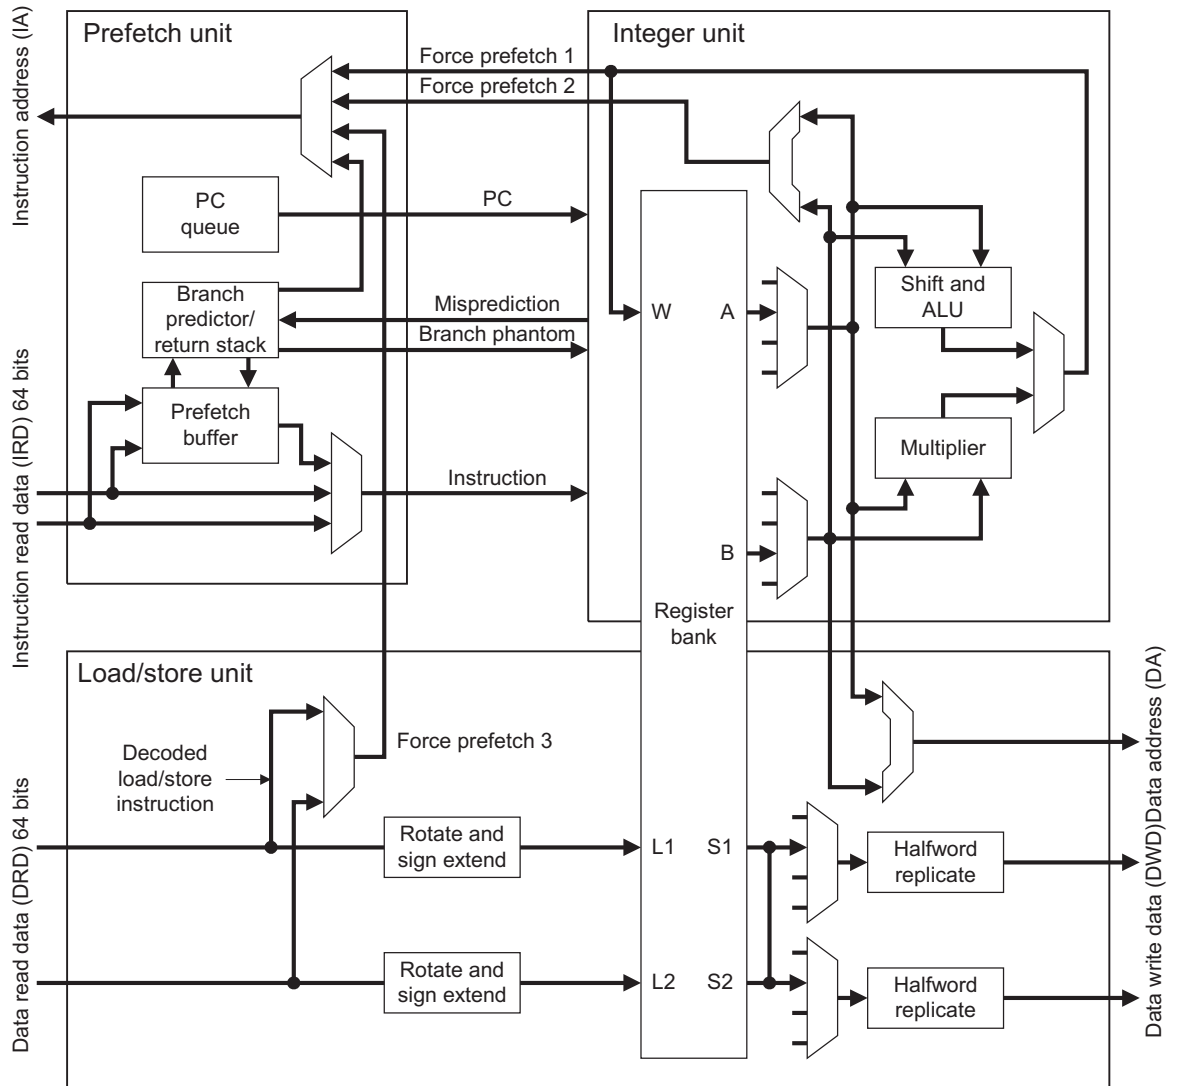 Prefetch unit
Integer unit
Instruction address (IA)
Force prefetch 1
Force prefetch 2
PC
queue
PC
Branch
predictor/
return stack
Misprediction
Branch phantom
W
A
Shift and
ALU
Instruction read data (IRD) 64 bits
Prefetch
buffer
Multiplier
Instruction
B
Register
bank
Load/store unit
Decoded
load/store
instruction
Force prefetch 3
Data address (DA)
Data read data (DRD) 64 bits
Rotate and
sign extend
L1
S1
Halfword
replicate
Data write data (DWD)
Rotate and
sign extend
L2
S2
Halfword
replicate